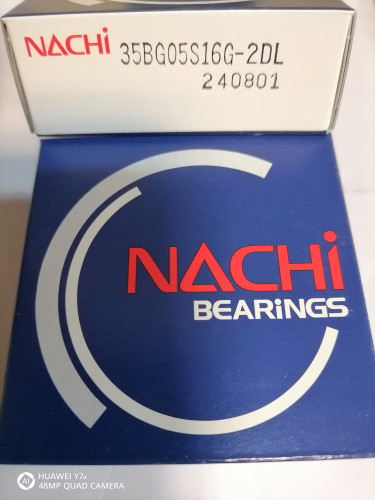 NACHi 35BG05S16G-2DL
240801
NACHi
BEARiNGS
HUAWEI Y7a
48MP QUAD CAMERA